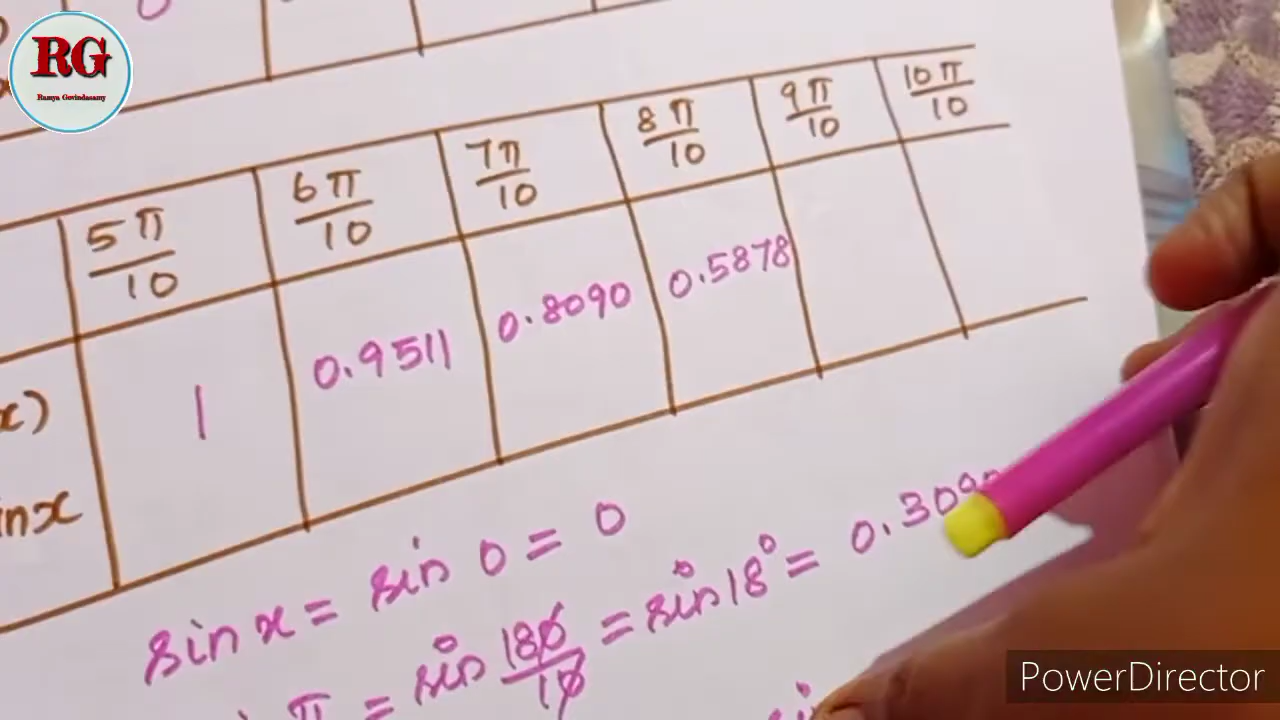 RG
Ramya Govindasamy
5π/10 6π/10 7π/10 8π/10 9π/10 10π/10
x) 1 0.9511 0.8090 0.5878
inx
sin x = sin 0 = 0
π = sin 180/10 = sin 18° = 0.3090
PowerDirector